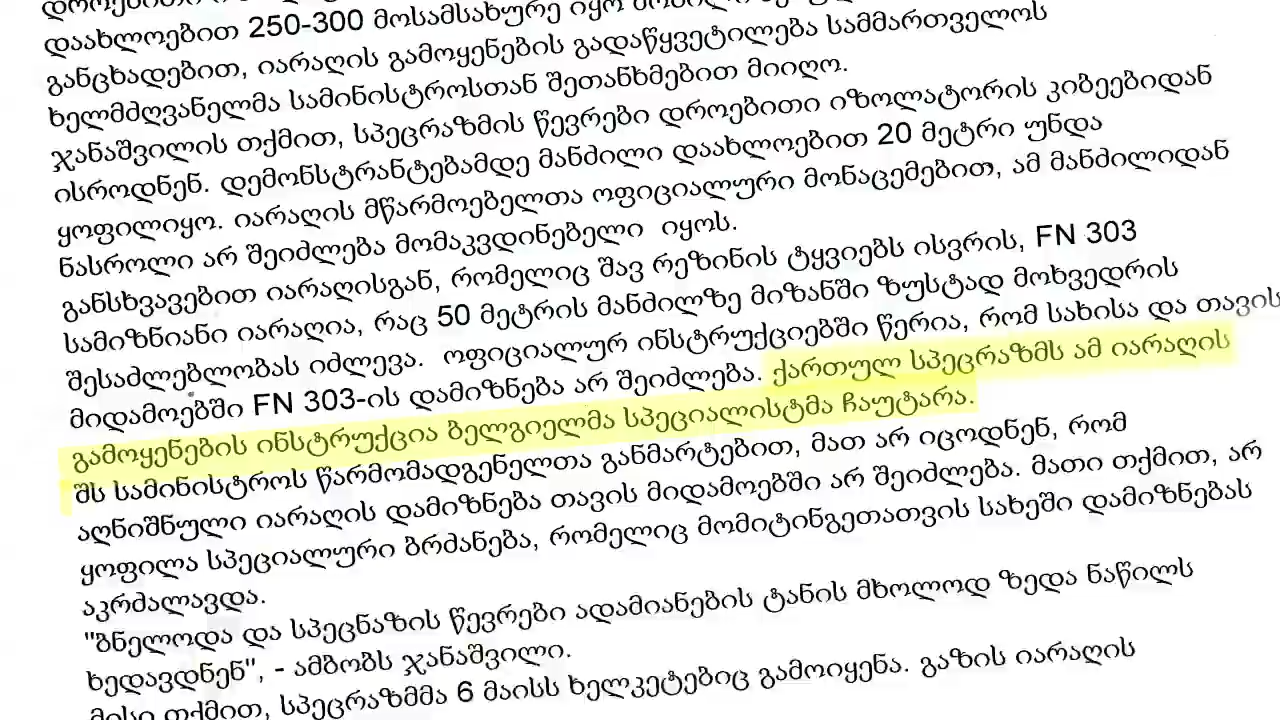 დაახლოებით 250-300 მოსამსახურე იყო
განცხადებით, იარაღის გამოყენების გადაწყვეტილება სამმართველოს
ხელმძღვანელმა სამინისტროსთან შეთანხმებით მიიღო.
ჯანაშვილის თქმით, სპეცრაზმის წევრები დროებითი იზოლატორის კიბეებიდან
ისროდნენ. დემონსტრანტებამდე მანძილი დაახლოებით 20 მეტრი უნდა
ყოფილიყო. იარაღის მწარმოებელთა ოფიციალური მონაცემებით, ამ მანძილიდან
ნასროლი არ შეიძლება მომაკვდინებელი იყოს.
განსხვავებით იარაღისგან, რომელიც შავ რეზინის ტყვიებს ისვრის, FN 303
სამიზნიანი იარაღია, რაც 50 მეტრის მანძილზე მიზანში ზუსტად მოხვედრის
შესაძლებლობას იძლევა. ოფიციალურ ინსტრუქციებში წერია, რომ სახისა და თავის
მიდამოებში FN 303-ის დამიზნება არ შეიძლება. ქართულ სპეცრაზმს ამ იარაღის
გამოყენების ინსტრუქცია ბელგიელმა სპეციალისტმა ჩაუტარა.
შს სამინისტროს წარმომადგენელთა განმარტებით, მათ არ იცოდნენ, რომ
აღნიშნული იარაღის დამიზნება თავის მიდამოებში არ შეიძლება. მათი თქმით, არ
ყოფილა სპეციალური ბრძანება, რომელიც მომიტინგეთათვის სახეში დამიზნებას
აკრძალავდა.
"ბნელოდა და სპეცნაზის წევრები ადამიანების ტანის მხოლოდ ზედა ნაწილს
ხედავდნენ", - ამბობს ჯანაშვილი.
მისი თქმით, სპეცრაზმმა 6 მაისს ხელკეტებიც გამოიყენა. გაზის იარაღის